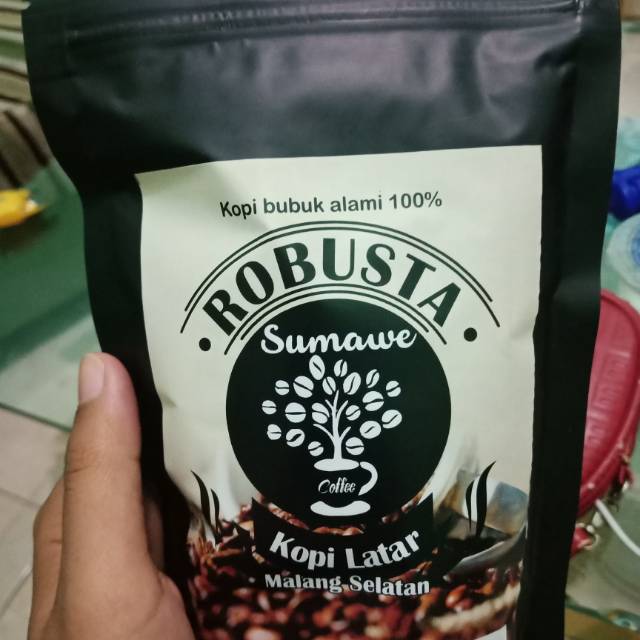 Kopi bubuk alami 100%
• ROBUSTA •
Sumawe
Coffee
Kopi Latar
Malang Selatan